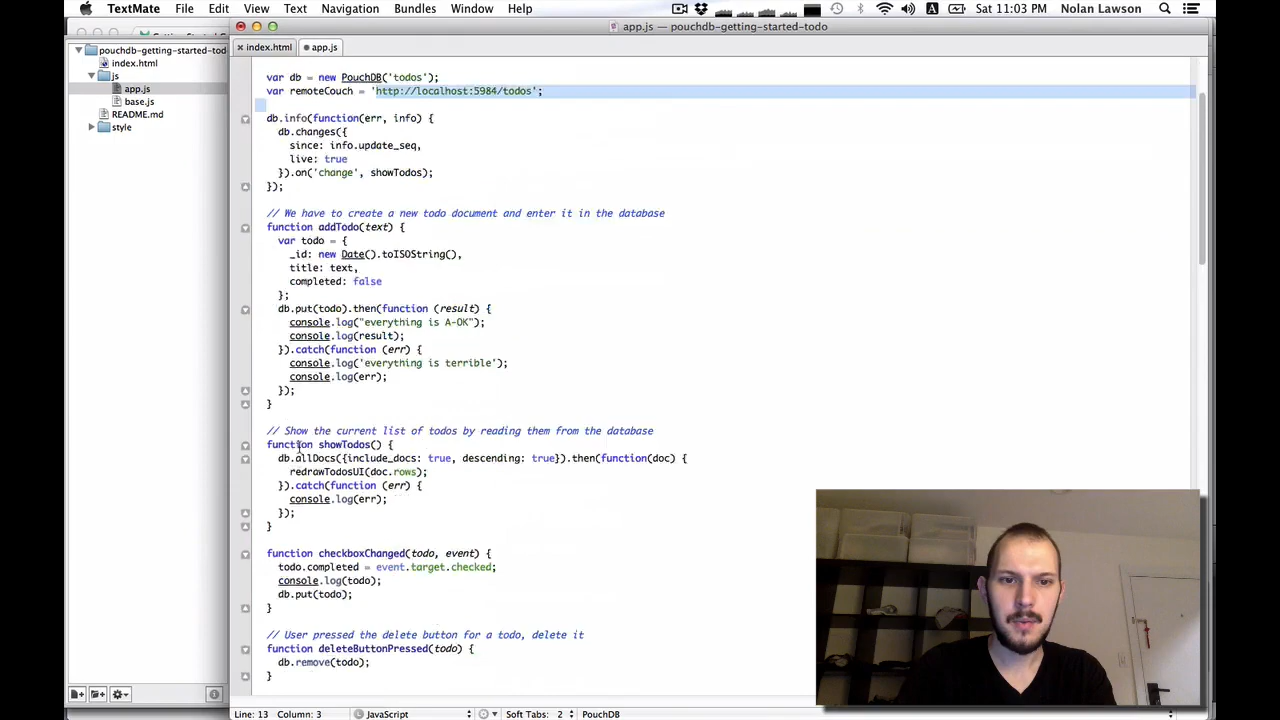 TextMate File Edit View Text Navigation Bundles Window Help Sat 11:03 PM Nolan Lawson
app.js — pouchdb-getting-started-todo
pouchdb-getting-started-todo
index.html
js
app.js
base.js
README.md
style
index.html app.js
var db = new PouchDB('todos');
var remoteCouch = 'http://localhost:5984/todos';
db.info(function(err, info) {
db.changes({
since: info.update_seq,
live: true
}).on('change', showTodos);
});
// We have to create a new todo document and enter it in the database
function addTodo(text) {
var todo = {
_id: new Date().toISOString(),
title: text,
completed: false
};
db.put(todo).then(function (result) {
console.log("everything is A-OK");
console.log(result);
}).catch(function (err) {
console.log('everything is terrible');
console.log(err);
});
}
// Show the current list of todos by reading them from the database
function showTodos() {
db.allDocs({include_docs: true, descending: true}).then(function(doc) {
redrawTodosUI(doc.rows);
}).catch(function (err) {
console.log(err);
});
}
function checkboxChanged(todo, event) {
todo.completed = event.target.checked;
console.log(todo);
db.put(todo);
}
// User pressed the delete button for a todo, delete it
function deleteButtonPressed(todo) {
db.remove(todo);
}
Line: 13 Column: 3 JavaScript Soft Tabs: 2 PouchDB